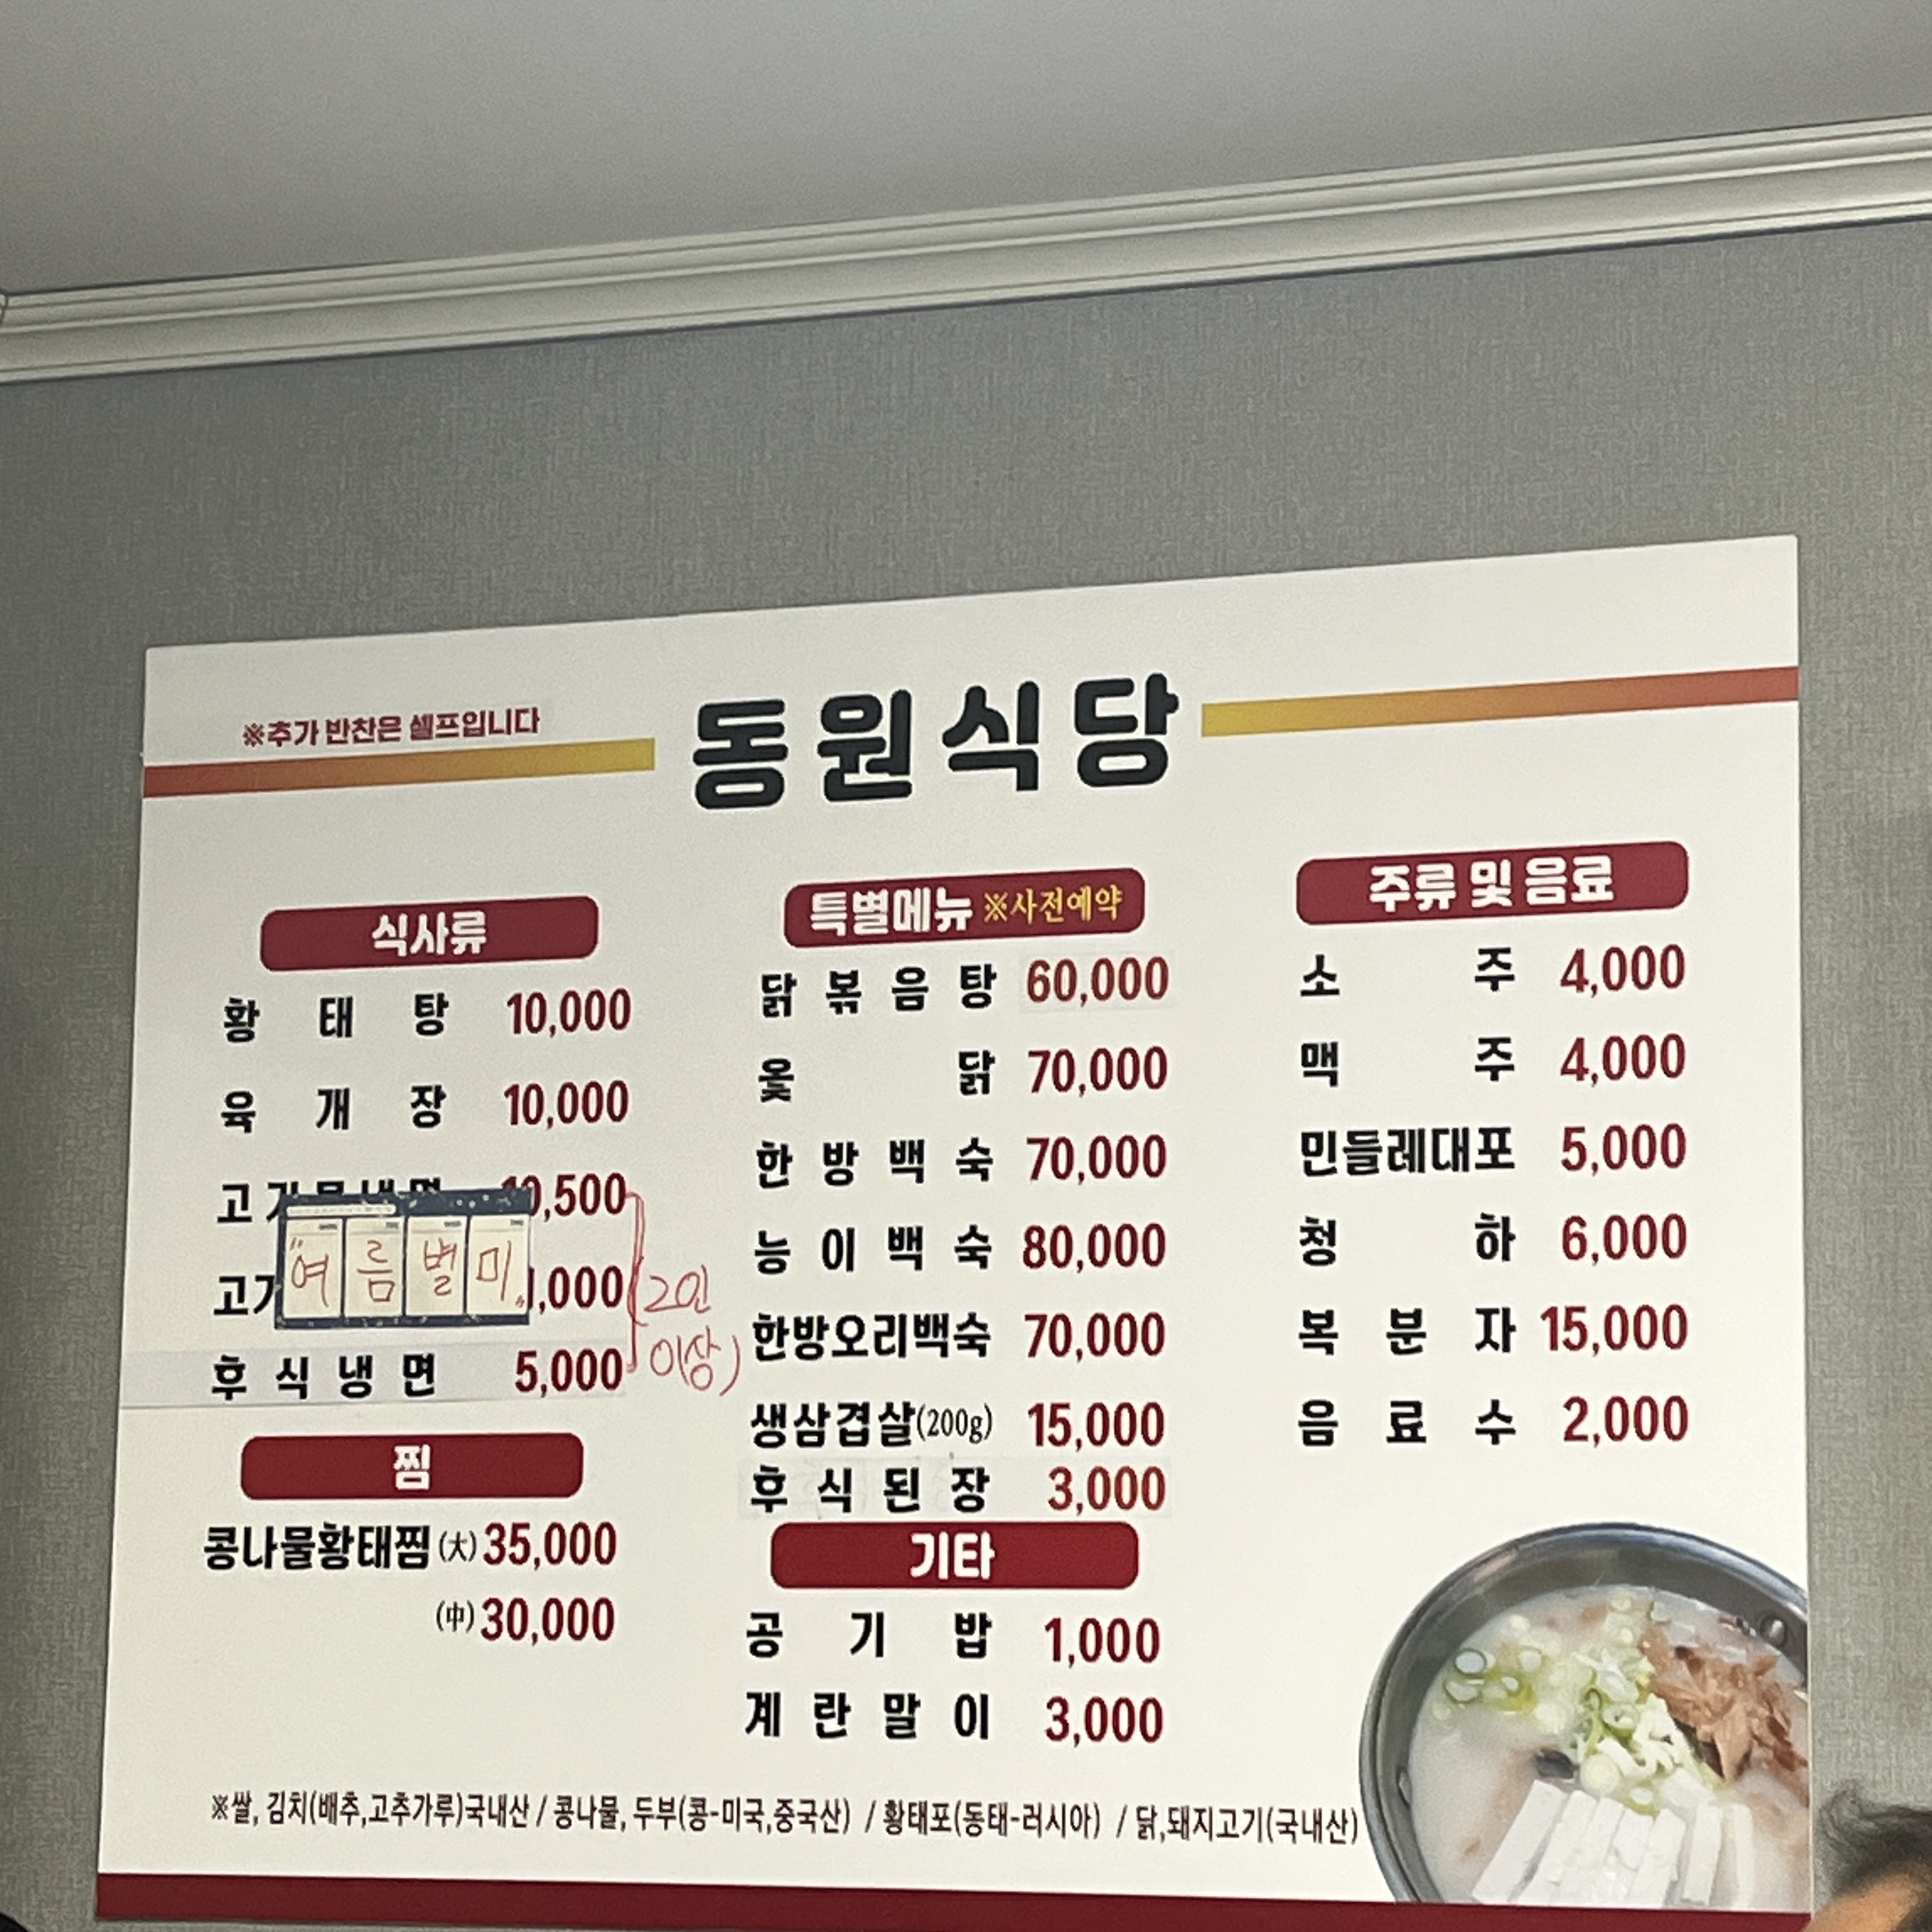 ※추가 반찬은 셀프입니다
동원식당
식사류
황태탕 10,000
육개장 10,000
고기물냉면 10,500
"여름별미"
,000
후식냉면 5,000
(2인
이상)
찜
콩나물황태찜(大) 35,000
(中) 30,000
특별메뉴 ※사전예약
닭볶음탕 60,000
옻닭 70,000
한방백숙 70,000
능이백숙 80,000
한방오리백숙 70,000
생삼겹살(200g) 15,000
후식된장 3,000
기타
공기밥 1,000
계란말이 3,000
주류 및 음료
소주 4,000
맥주 4,000
민들레대포 5,000
청하 6,000
복분자 15,000
음료수 2,000
※쌀, 김치(배추,고추가루)국내산 / 콩나물, 두부(콩-미국,중국산) / 황태포(동태-러시아) / 닭,돼지고기(국내산)